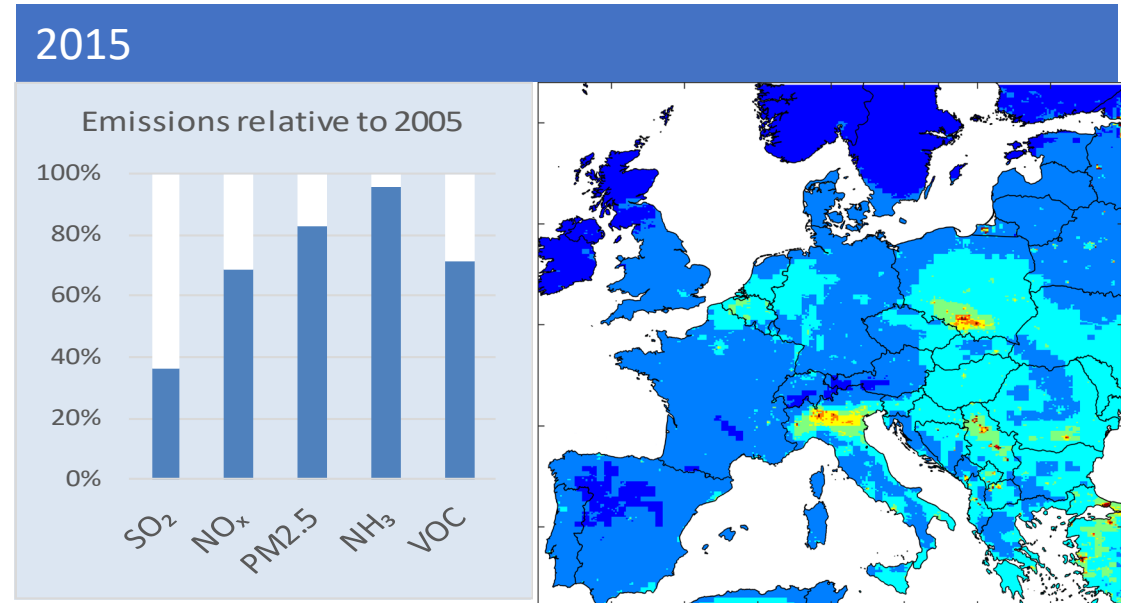 2015
Emissions relative to 2005
100%
80%
60%
40%
20%
0%
SO₂
NOₓ
PM2.5
NH₃
VOC